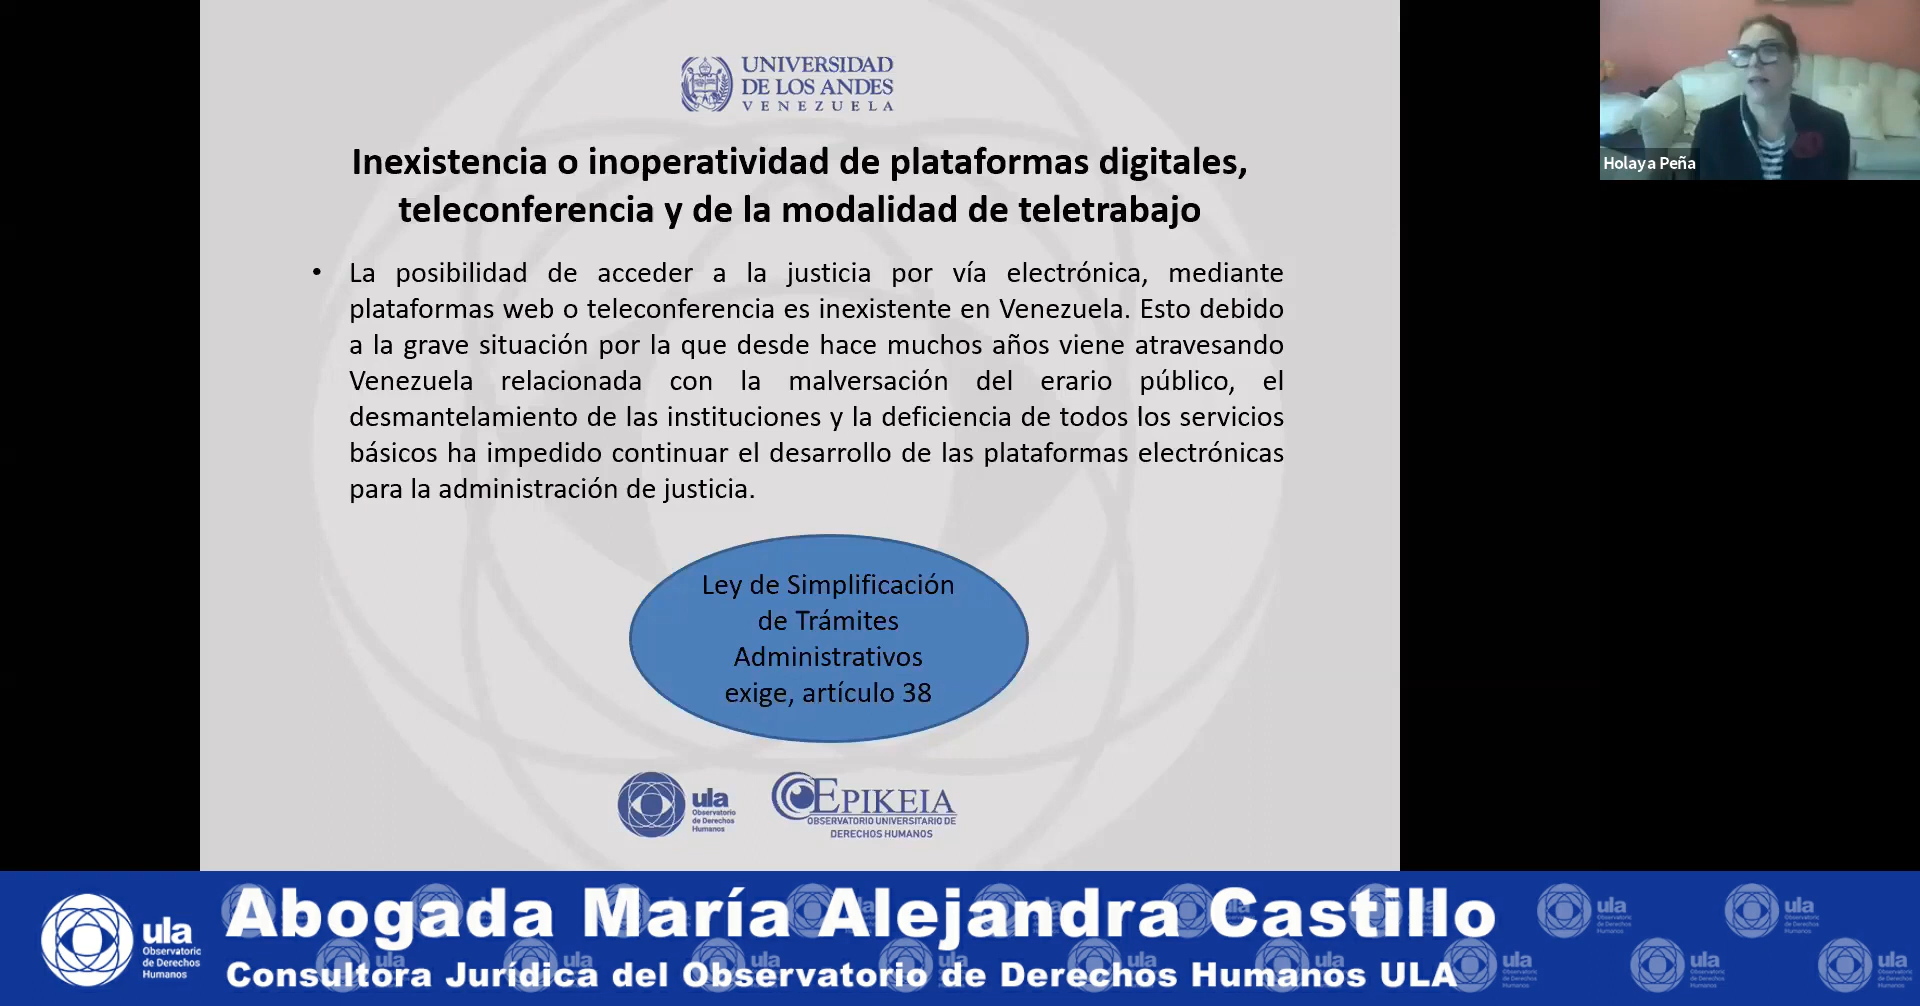 UNIVERSIDAD
DE LOS ANDES
VENEZUELA
Holaya Peña
Inexistencia o inoperatividad de plataformas digitales,
teleconferencia y de la modalidad de teletrabajo
• La posibilidad de acceder a la justicia por vía electrónica, mediante
plataformas web o teleconferencia es inexistente en Venezuela. Esto debido
a la grave situación por la que desde hace muchos años viene atravesando
Venezuela relacionada con la malversación del erario público, el
desmantelamiento de las instituciones y la deficiencia de todos los servicios
básicos ha impedido continuar el desarrollo de las plataformas electrónicas
para la administración de justicia.
Ley de Simplificación
de Trámites
Administrativos
exige, artículo 38
ula
Observatorio
de Derechos
Humanos
EPIKEIA
OBSERVATORIO UNIVERSITARIO DE
DERECHOS HUMANOS
ula
Observatorio
de Derechos
Humanos
Abogada María Alejandra Castillo
Consultora Jurídica del Observatorio de Derechos Humanos ULA